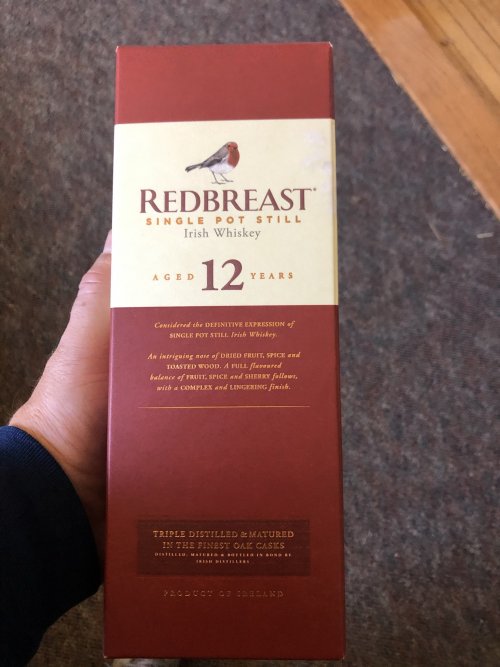 REDBREAST
SINGLE POT STILL
Irish Whiskey
AGED 12 YEARS
Considered the DEFINITIVE EXPRESSION of
SINGLE POT STILL Irish Whiskey.
An intriguing nose of DRIED FRUIT, SPICE and
TOASTED WOOD. A FULL flavoured
balance of FRUIT, SPICE and SHERRY follows,
with a COMPLEX and LINGERING finish.
TRIPLE DISTILLED & MATURED
IN THE FINEST OAK CASKS
DISTILLED, MATURED & BOTTLED IN BOND BY
IRISH DISTILLERS
PRODUCT OF IRELAND